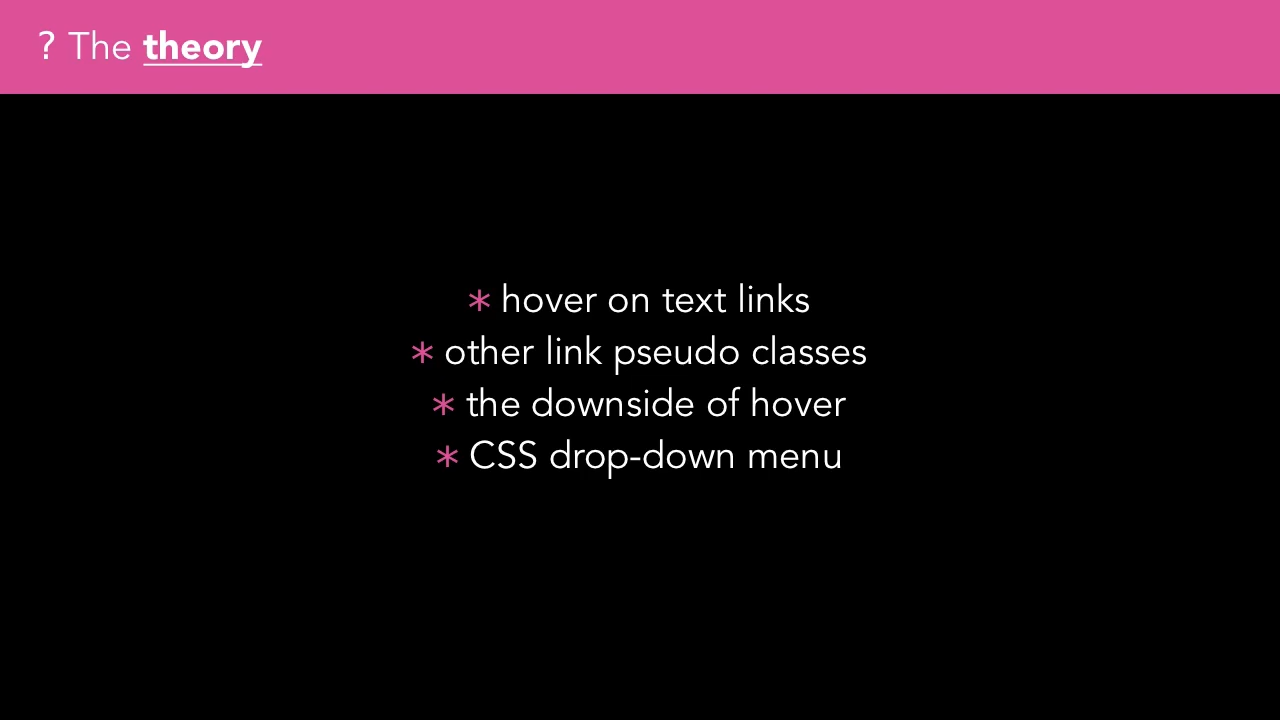 ? The theory
* hover on text links
* other link pseudo classes
* the downside of hover
* CSS drop-down menu